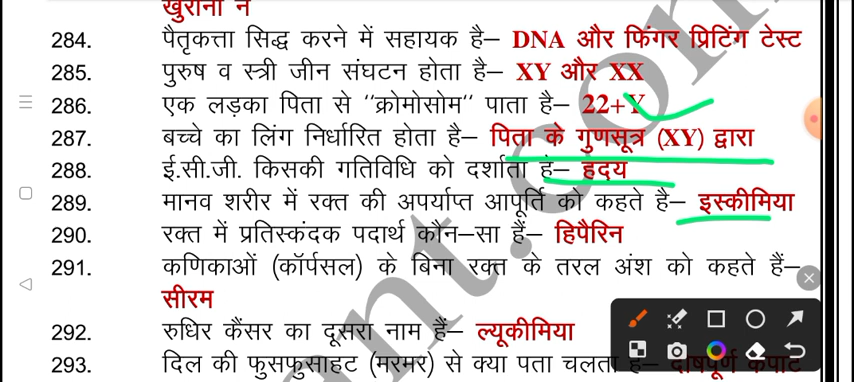 खुराना ने
284. पैतृकत्ता सिद्ध करने में सहायक है– DNA और फिंगर प्रिटिंग टेस्ट
285. पुरुष व स्त्री जीन संघटन होता है– XY और XX
286. एक लड़का पिता से “क्रोमोसोम” पाता है– 22+Y
287. बच्चे का लिंग निर्धारित होता है– पिता के गुणसूत्र (XY) द्वारा
288. ई.सी.जी. किसकी गतिविधि को दर्शाता है– हृदय
289. मानव शरीर में रक्त की अपर्याप्त आपूर्ति को कहते है– इस्कीमिया
290. रक्त में प्रतिस्कंदक पदार्थ कौन–सा हैं– हिपैरिन
291. कणिकाओं (कॉर्पसल) के बिना रक्त के तरल अंश को कहते हैं–
सीरम
292. रुधिर कैंसर का दूसरा नाम हैं– ल्यूकीमिया
293. दिल की फुसफुसाहट (मरमर) से क्या पता चलता है– दोषपूर्ण कपाट